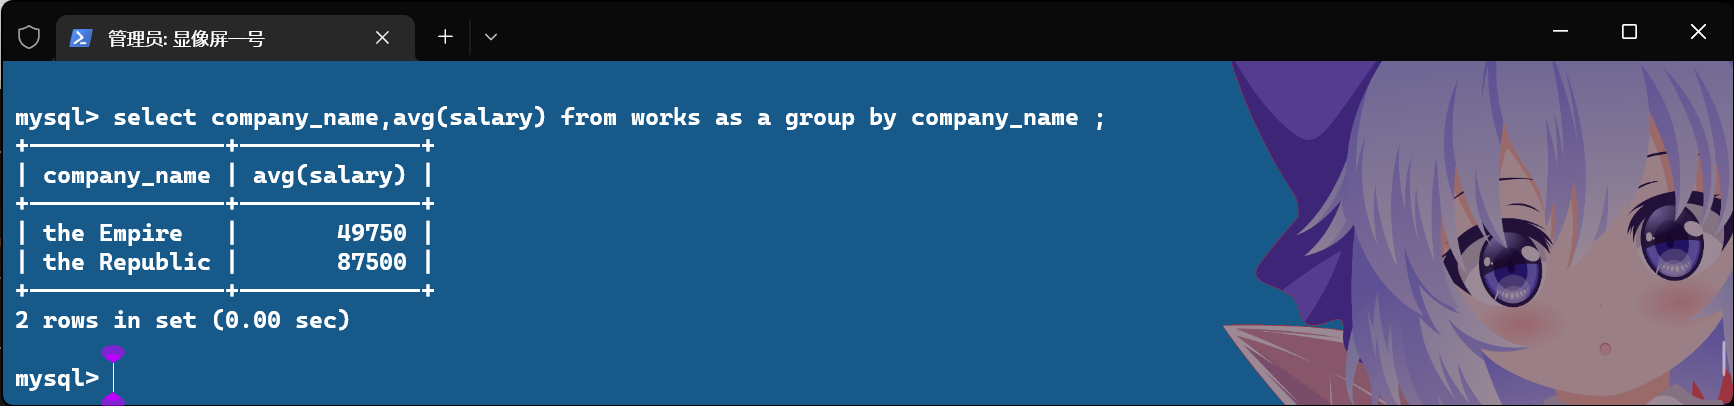 管理员: 显像屏一号
mysql> select company_name,avg(salary) from works as a group by company_name ;
+--------------+-------------+
| company_name | avg(salary) |
+--------------+-------------+
| the Empire   |       49750 |
| the Republic |       87500 |
+--------------+-------------+
2 rows in set (0.00 sec)
mysql>